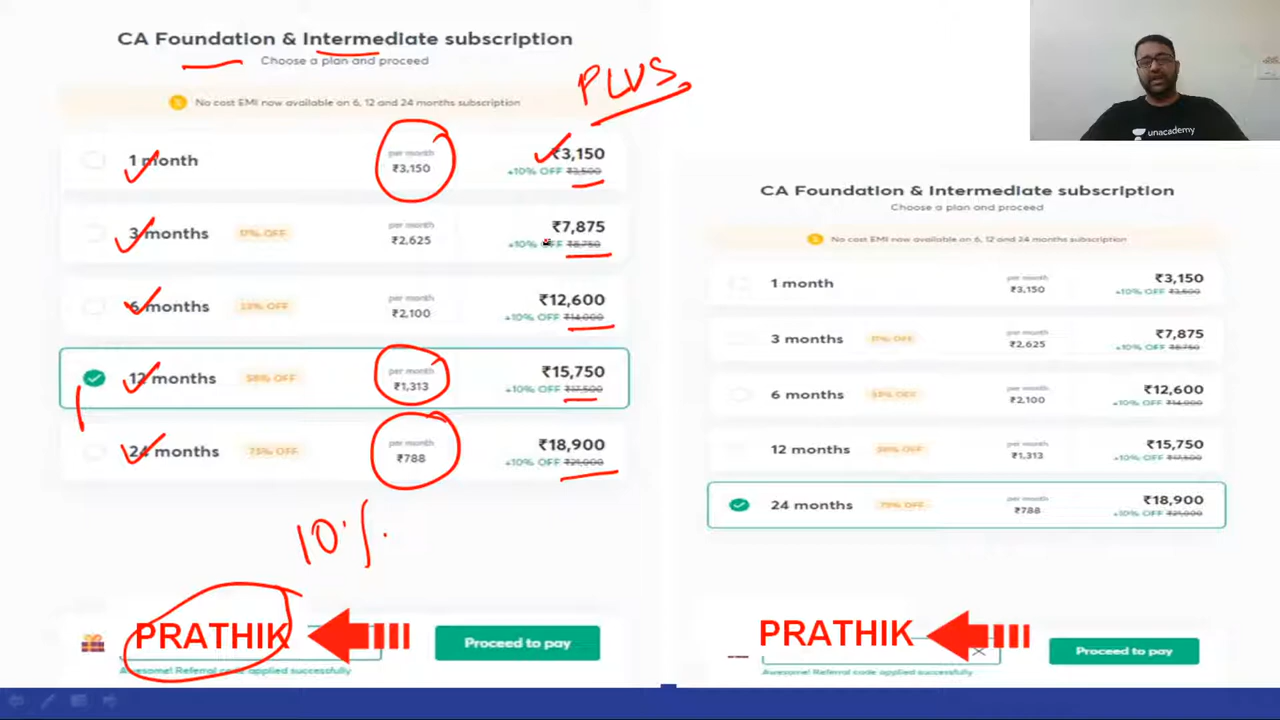 CA Foundation & Intermediate subscription
Choose a plan and proceed
PLUS
No cost EMI now available on 6, 12 and 24 months subscription
1 month
per month
₹3,150
₹3,150
+10% OFF ₹3,500
3 months
17% OFF
per month
₹2,625
₹7,875
+10% OFF ₹8,750
6 months
33% OFF
per month
₹2,100
₹12,600
+10% OFF ₹14,000
12 months
58% OFF
per month
₹1,313
₹15,750
+10% OFF ₹17,500
24 months
75% OFF
per month
₹788
₹18,900
+10% OFF ₹21,000
10%
PRATHIK
Proceed to pay
Awesome! Referral code applied successfully
unacademy
CA Foundation & Intermediate subscription
Choose a plan and proceed
No cost EMI now available on 6, 12 and 24 months subscription
1 month
per month
₹3,150
₹3,150
+10% OFF ₹3,500
3 months
17% OFF
per month
₹2,625
₹7,875
+10% OFF ₹8,750
6 months
33% OFF
per month
₹2,100
₹12,600
+10% OFF ₹14,000
12 months
58% OFF
per month
₹1,313
₹15,750
+10% OFF ₹17,500
24 months
75% OFF
per month
₹788
₹18,900
+10% OFF ₹21,000
PRATHIK
Proceed to pay
Awesome! Referral code applied successfully